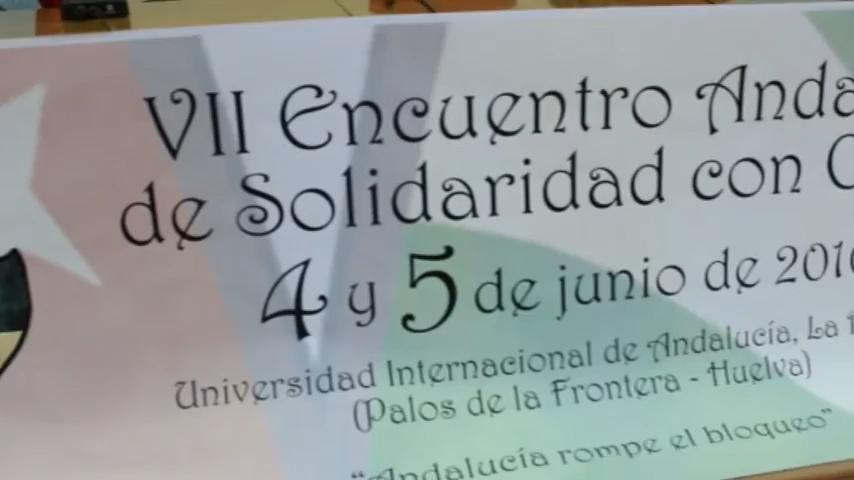 VII Encuentro Anda
de Solidaridad con C
4 y 5 de junio de 2010
Universidad Internacional de Andalucía, La
(Palos de la Frontera - Huelva)
"Andalucía rompe el bloqueo"